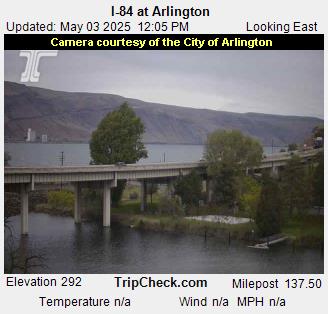 I-84 at Arlington
Updated: May 03 2025 12:05 PM Looking East
Camera courtesy of the City of Arlington
Elevation 292 TripCheck.com Milepost 137.50
Temperature n/a Wind n/a MPH n/a